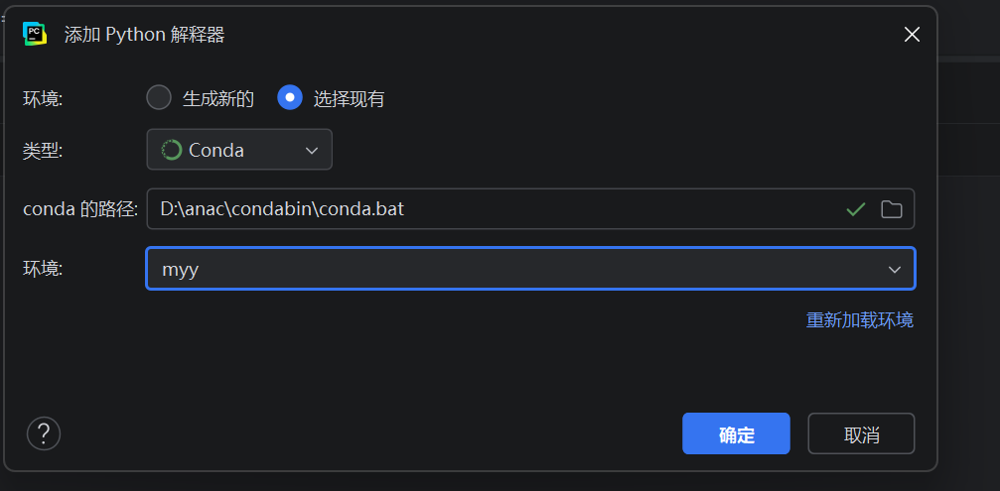 PC 添加 Python 解释器
环境: 生成新的 选择现有
类型: Conda
conda 的路径: D:\anac\condabin\conda.bat
环境: myy
重新加载环境
? 确定 取消